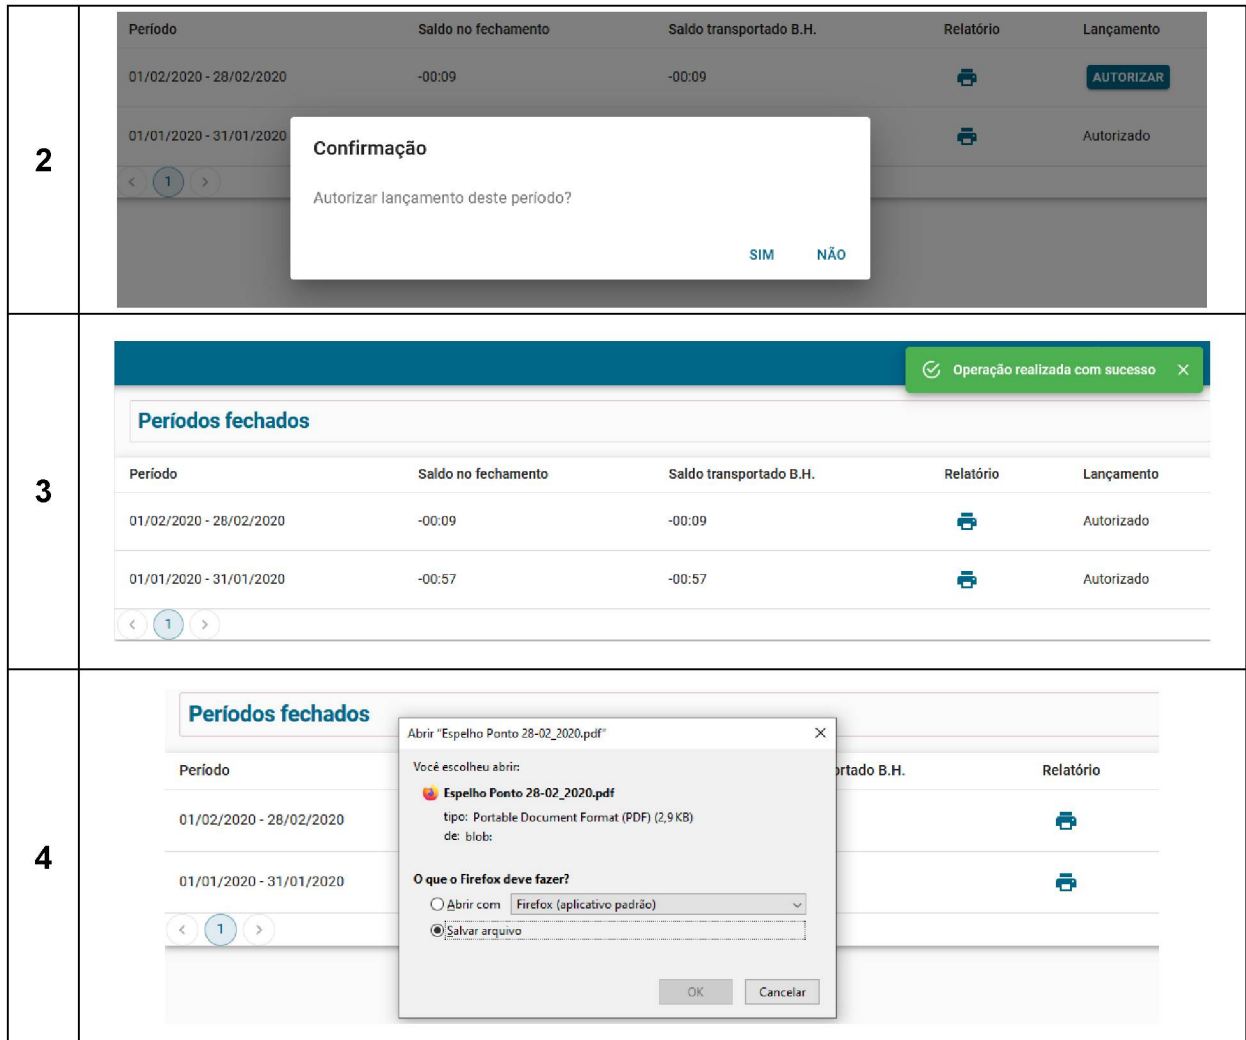 2
Período Saldo no fechamento Saldo transportado B.H. Relatório Lançamento
01/02/2020 - 28/02/2020 -00:09 -00:09 AUTORIZAR
01/01/2020 - 31/01/2020 Autorizado
< 1 >
Confirmação
Autorizar lançamento deste período?
SIM NÃO
3
Operação realizada com sucesso ×
Períodos fechados
Período Saldo no fechamento Saldo transportado B.H. Relatório Lançamento
01/02/2020 - 28/02/2020 -00:09 -00:09 Autorizado
01/01/2020 - 31/01/2020 -00:57 -00:57 Autorizado
< 1 >
4
Períodos fechados
Período ortado B.H. Relatório
01/02/2020 - 28/02/2020
01/01/2020 - 31/01/2020
< 1 >
Abrir "Espelho Ponto 28-02_2020.pdf" ×
Você escolheu abrir:
Espelho Ponto 28-02_2020.pdf
tipo: Portable Document Format (PDF) (2,9 KB)
de: blob:
O que o Firefox deve fazer?
Abrir com Firefox (aplicativo padrão)
Salvar arquivo
OK Cancelar